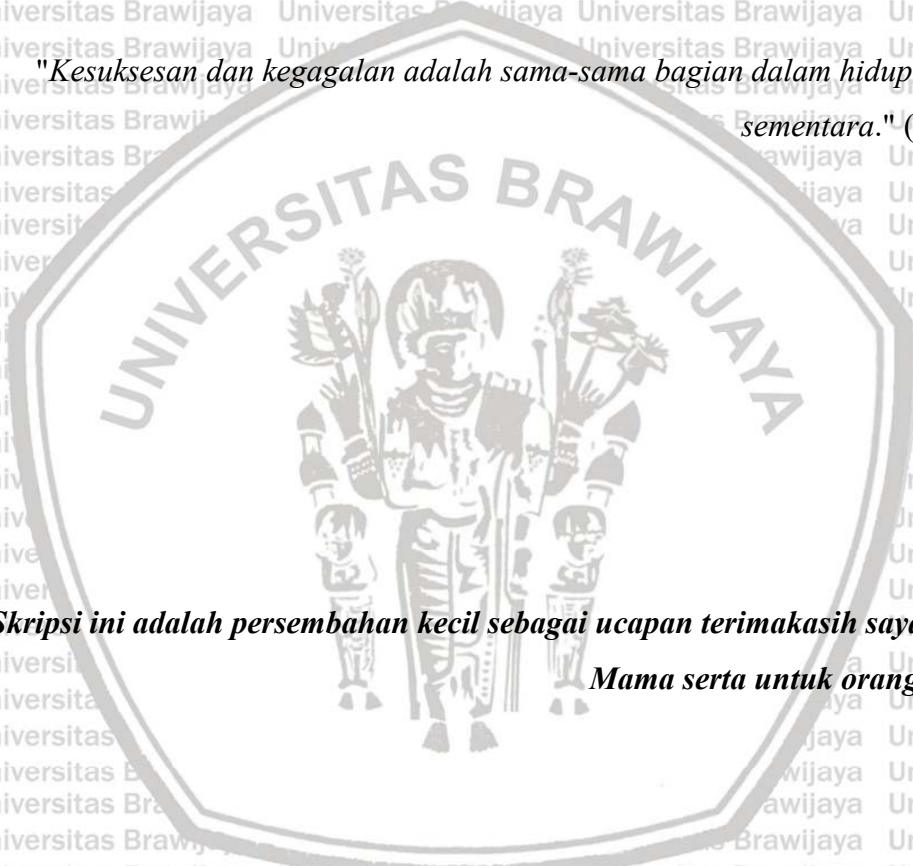 "Kesuksesan dan kegagalan adalah sama-sama bagian dalam hidup
sementara." (
UNIVERSITAS BRAWIJAYA
Skripsi ini adalah persembahan kecil sebagai ucapan terimakasih saya
Mama serta untuk orang